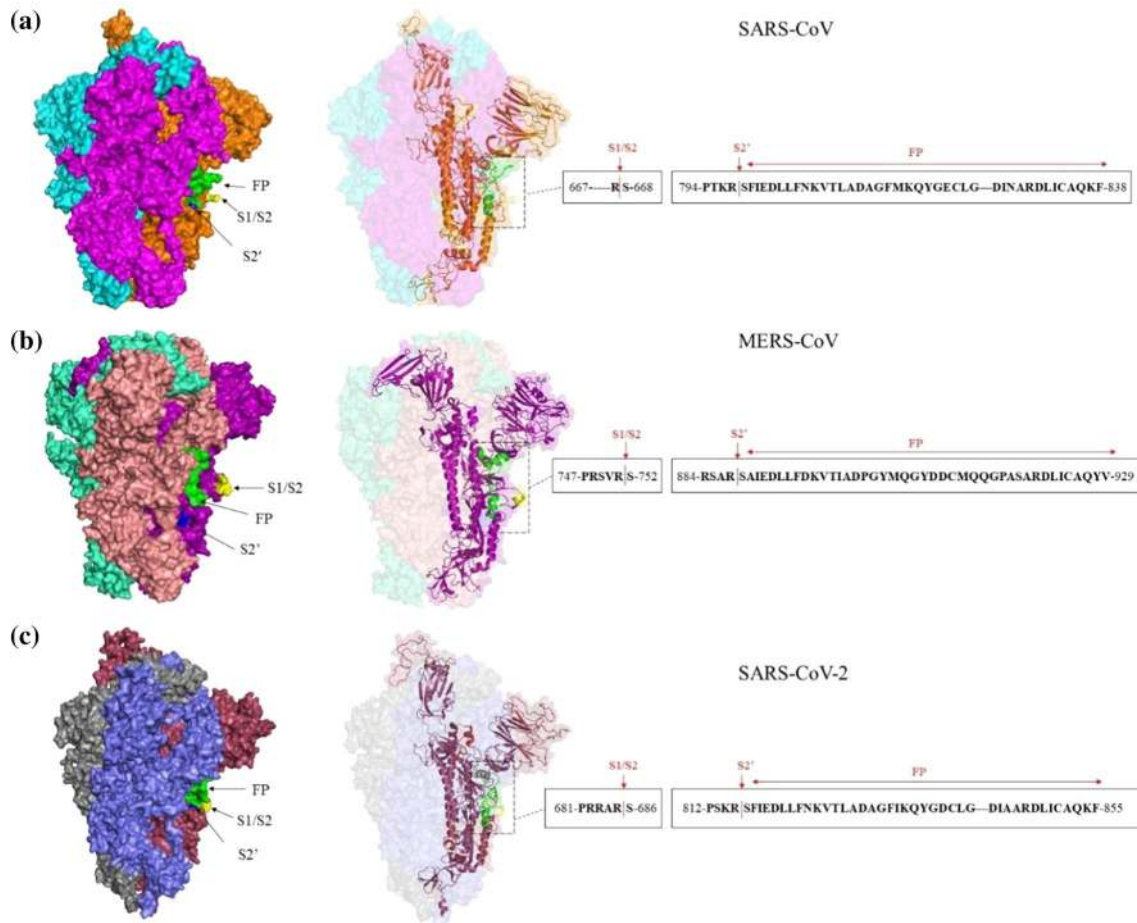 (a)
SARS-CoV
FP
S1/S2
S2′
S1/S2
667-----R S-668
S2'
FP
794-PTKR SFIEDLLFNKVTLADAGFMKQYGECLG—DINARDLICAQKF-838
(b)
MERS-CoV
S1/S2
FP
S2'
S1/S2
747-PRSVR S-752
S2'
FP
884-RSAR SAIEDLLFDKVTIADPGYMQGYDDCMQQGPASARDLICAQYV-929
(c)
SARS-CoV-2
FP
S1/S2
S2'
S1/S2
681-PRRAR S-686
S2'
FP
812-PSKR SFIEDLLFNKVTLADAGFIKQYGDCLG—DIAARDLICAQKF-855